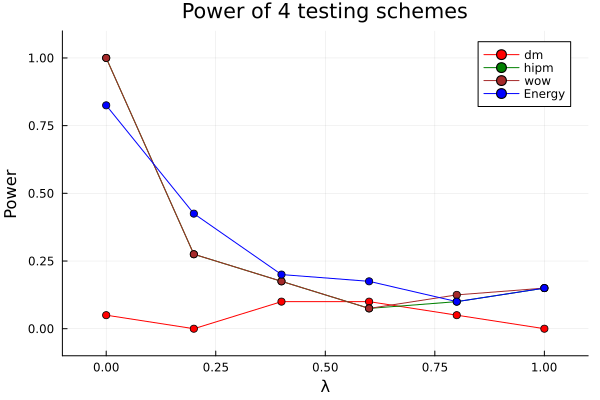 Power of 4 testing schemes
dm
hipm
wow
Energy
Power
1.00
0.75
0.50
0.25
0.00
0.00 0.25 0.50 0.75 1.00
λ